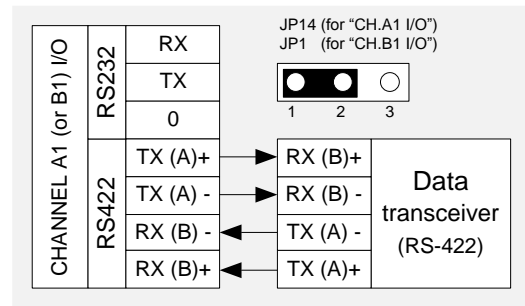 JP14 (for “CH.A1 I/O”)
JP1 (for “CH.B1 I/O”)
1 2 3
CHANNEL A1 (or B1) I/O
RS232
RX
TX
0
RS422
TX (A)+
TX (A) -
RX (B) -
RX (B)+
RX (B)+
RX (B) -
TX (A) -
TX (A)+
Data
transceiver
(RS-422)